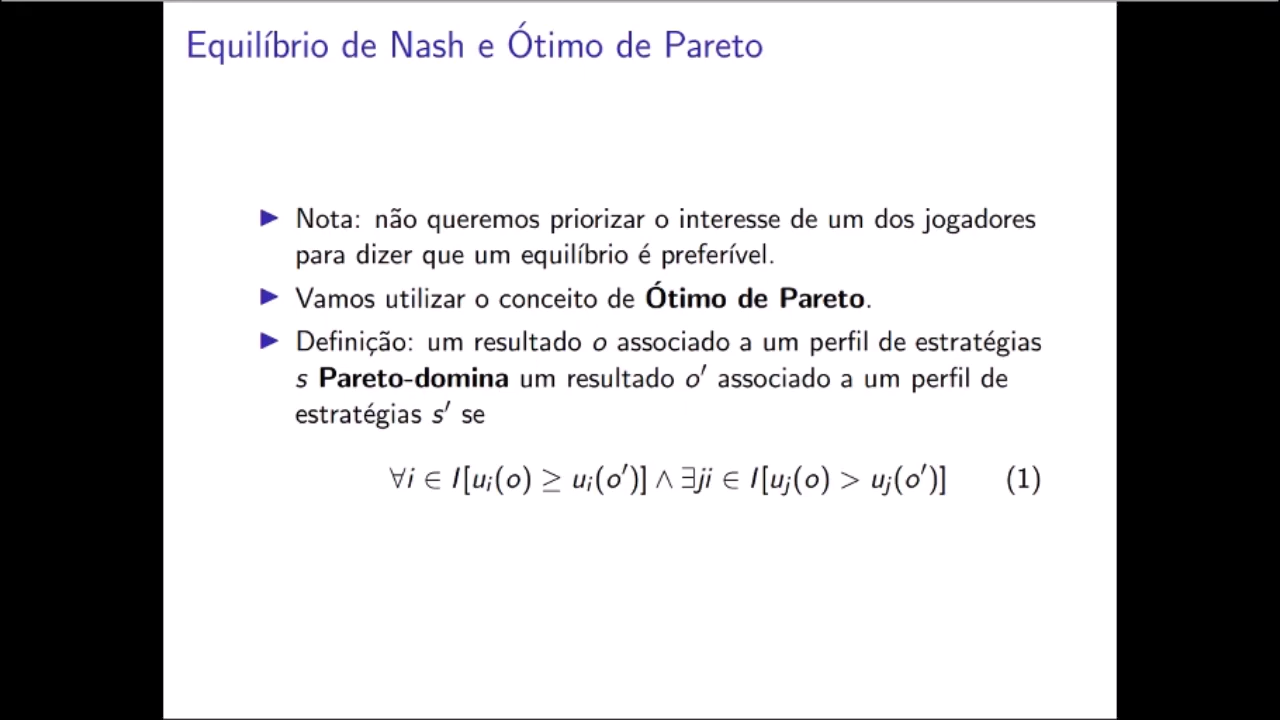 Equilíbrio de Nash e Ótimo de Pareto
▶ Nota: não queremos priorizar o interesse de um dos jogadores
para dizer que um equilíbrio é preferível.
▶ Vamos utilizar o conceito de Ótimo de Pareto.
▶ Definição: um resultado o associado a um perfil de estratégias
s Pareto-domina um resultado o′ associado a um perfil de
estratégias s′ se
∀i ∈ I[uᵢ(o) ≥ uᵢ(o′)] ∧ ∃ji ∈ I[uⱼ(o) > uⱼ(o′)] (1)